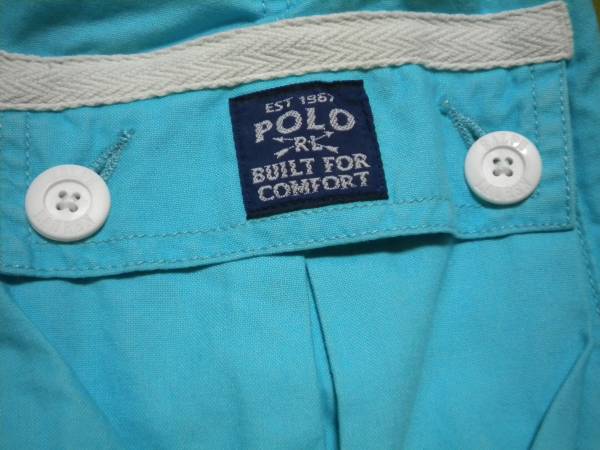 EST 1967
POLO
RL
BUILT FOR
COMFORT